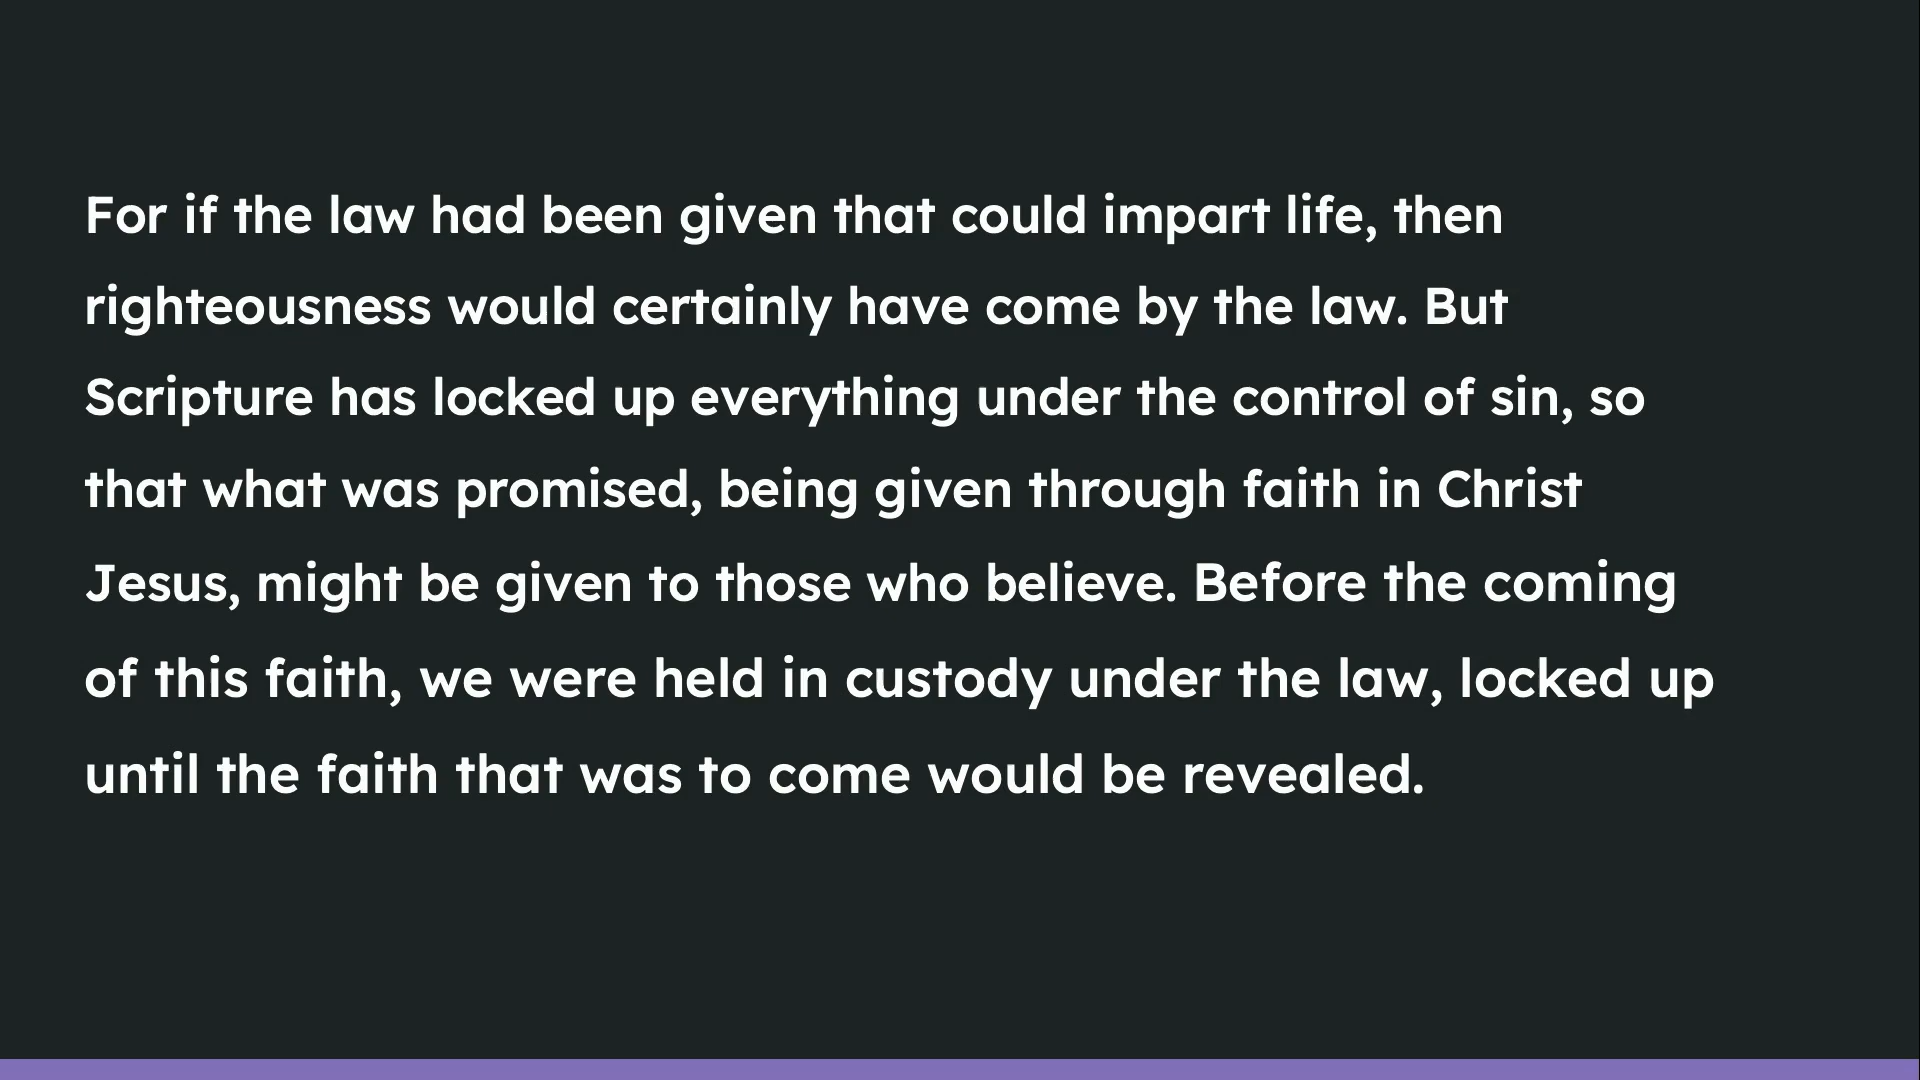 For if the law had been given that could impart life, then
righteousness would certainly have come by the law. But
Scripture has locked up everything under the control of sin, so
that what was promised, being given through faith in Christ
Jesus, might be given to those who believe. Before the coming
of this faith, we were held in custody under the law, locked up
until the faith that was to come would be revealed.